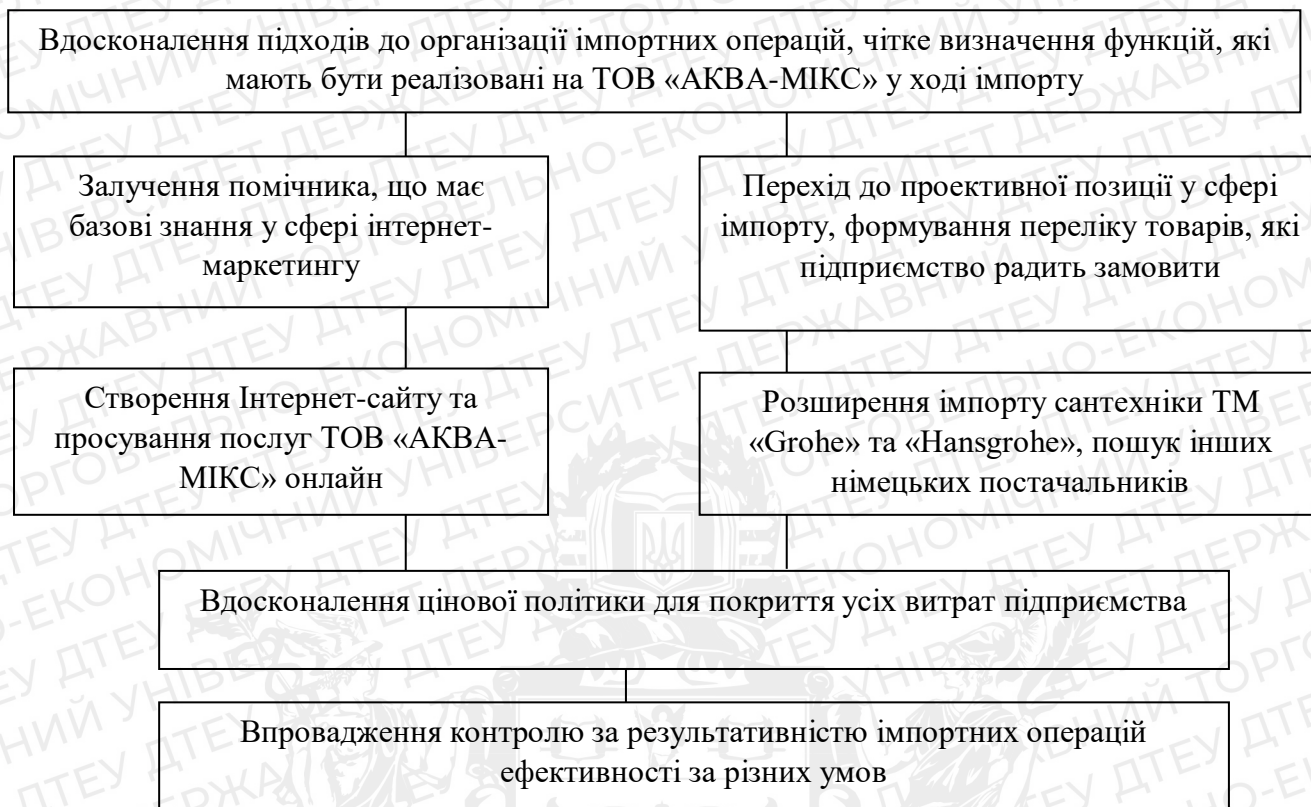 Вдосконалення підходів до організації імпортних операцій, чітке визначення функцій, які
мають бути реалізовані на ТОВ «АКВА-МІКС» у ході імпорту
Залучення помічника, що має
базові знання у сфері інтернет-
маркетингу
Перехід до проективної позиції у сфері
імпорту, формування переліку товарів, які
підприємство радить замовити
Створення Інтернет-сайту та
просування послуг ТОВ «АКВА-
МІКС» онлайн
Розширення імпорту сантехніки ТМ
«Grohe» та «Hansgrohe», пошук інших
німецьких постачальників
Вдосконалення цінової політики для покриття усіх витрат підприємства
Впровадження контролю за результативністю імпортних операцій
ефективності за різних умов